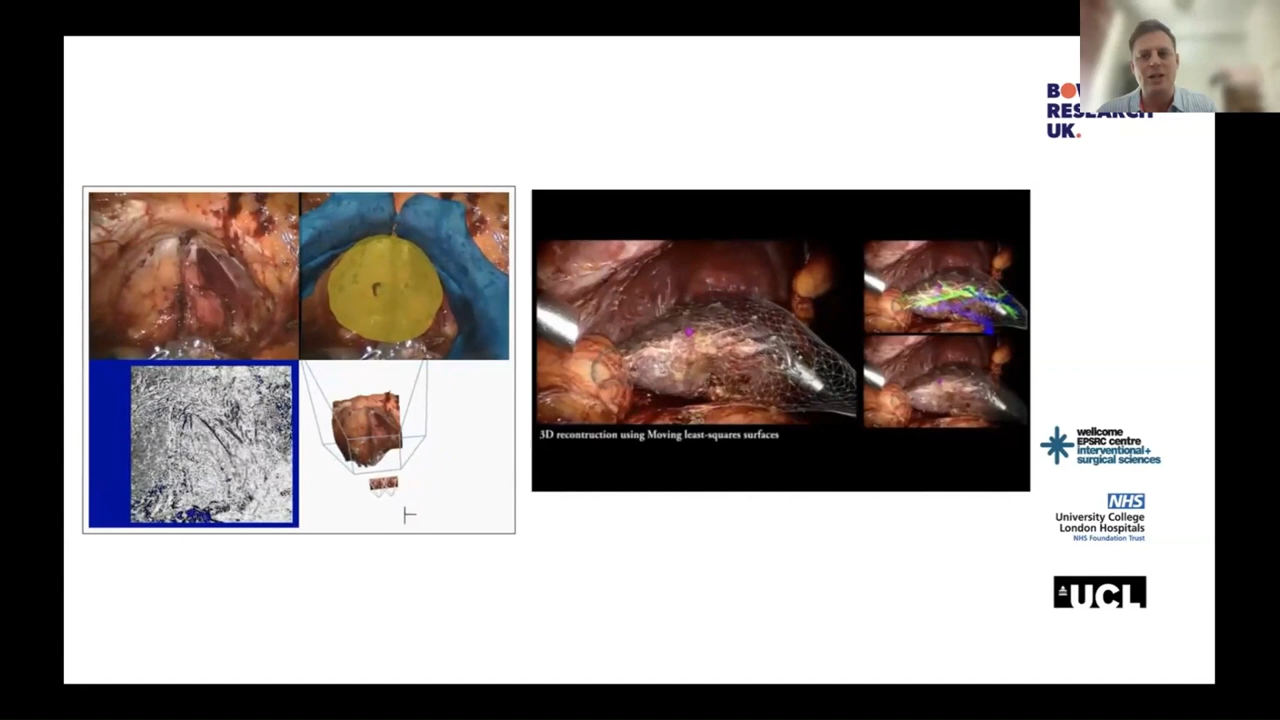 RESEARCH
UK.
3D recontruction using Moving least-squares surfaces
wellcome
EPSRC centre
interventional+
surgical sciences
NHS
University College
London Hospitals
NHS Foundation Trust
UCL